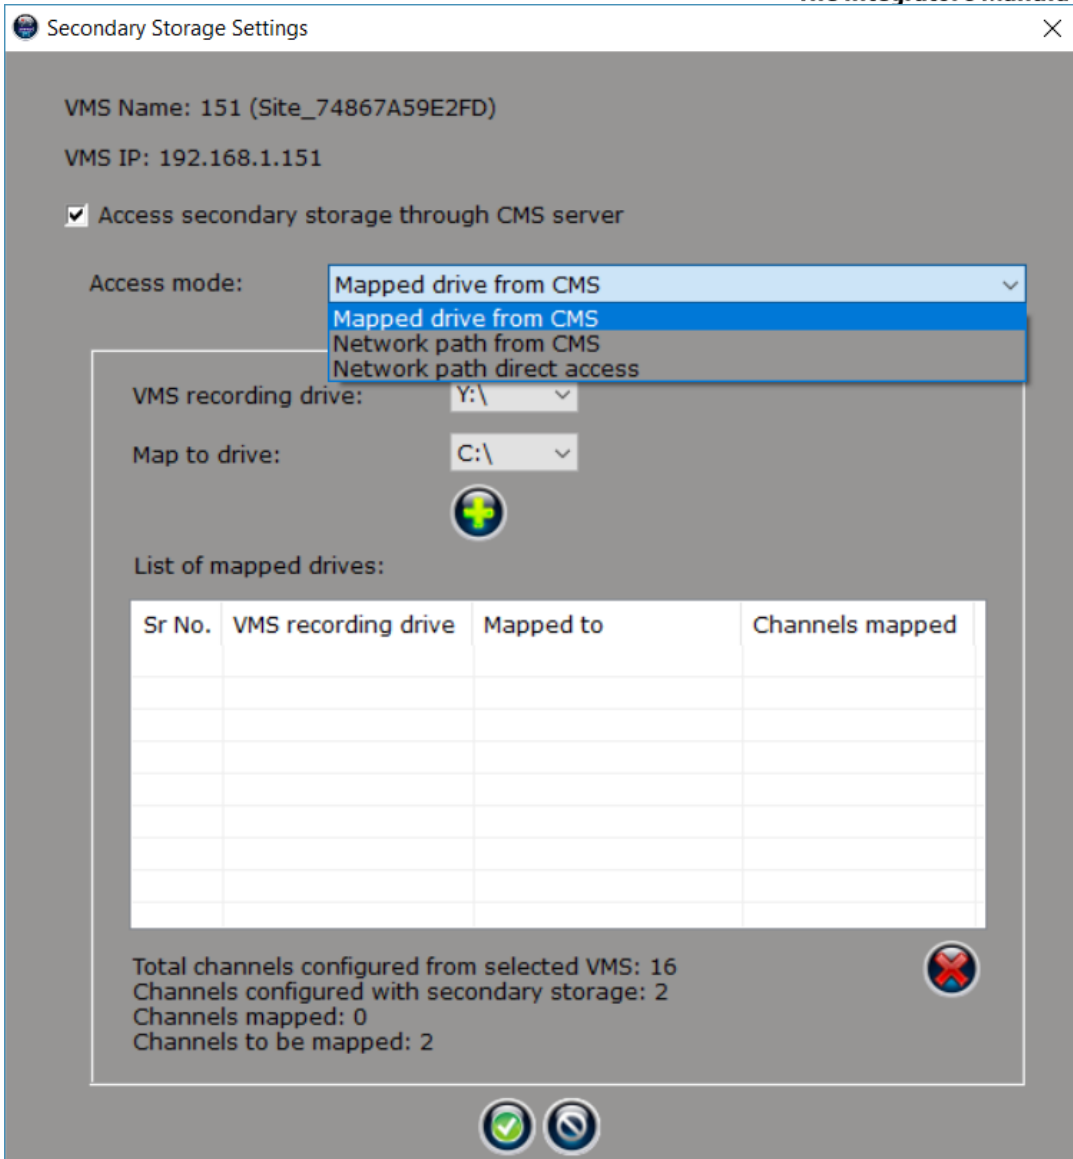 The Integrator's Manual
Secondary Storage Settings
VMS Name: 151 (Site_74867A59E2FD)
VMS IP: 192.168.1.151
Access secondary storage through CMS server
Access mode: Mapped drive from CMS
Mapped drive from CMS
Network path from CMS
Network path direct access
VMS recording drive: Y:\
Map to drive: C:\
List of mapped drives:
Sr No. VMS recording drive Mapped to Channels mapped
Total channels configured from selected VMS: 16
Channels configured with secondary storage: 2
Channels mapped: 0
Channels to be mapped: 2